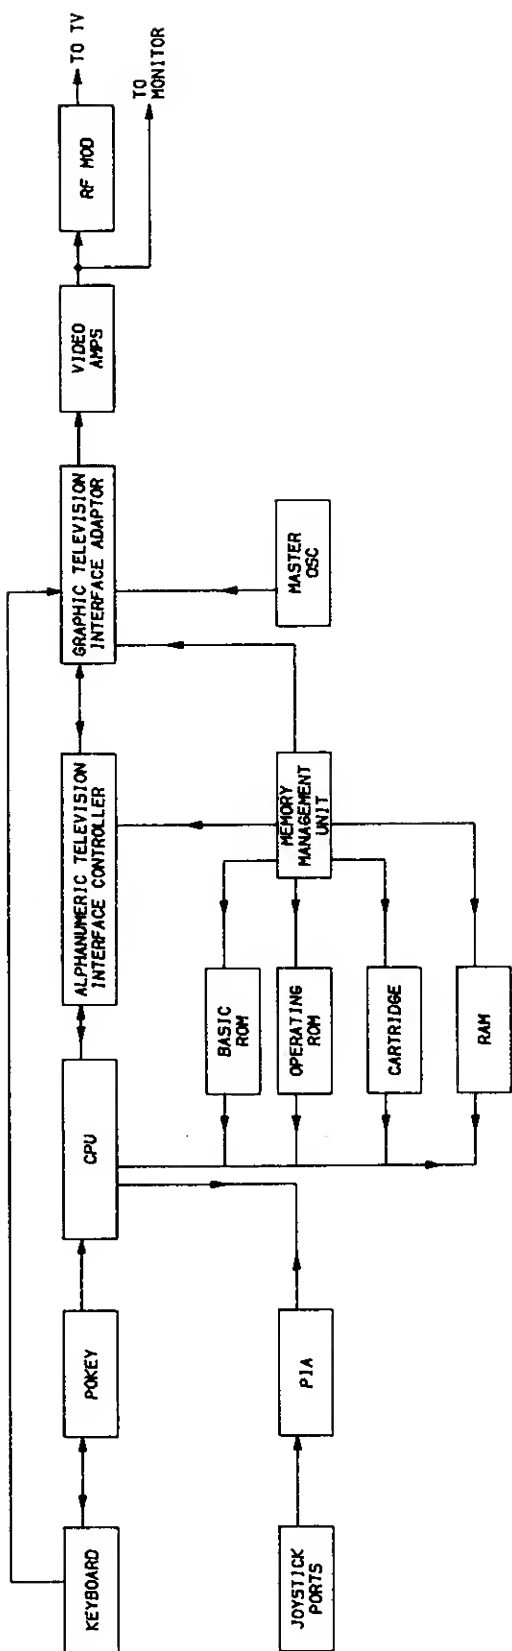 KEYBOARD
POKEY
CPU
ALPHANUMERIC TELEVISION
INTERFACE CONTROLLER
GRAPHIC TELEVISION
INTERFACE ADAPTOR
VIDEO
AMPS
RF MOD
TO TV
TO
MONITOR
JOYSTICK
PORTS
PIA
BASIC
ROM
OPERATING
ROM
CARTRIDGE
RAM
MEMORY
MANAGEMENT
UNIT
MASTER
OSC